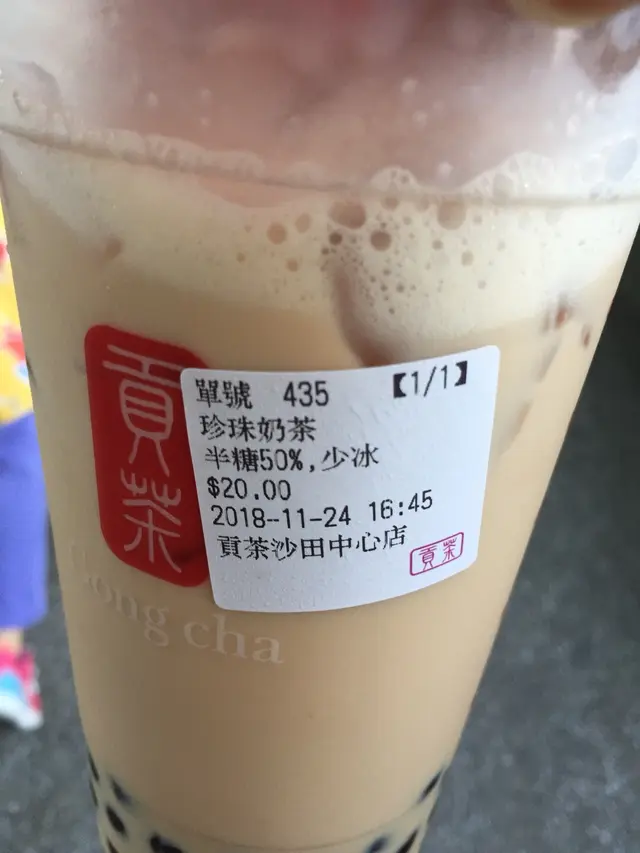 貢茶
單號 435 【1/1】
珍珠奶茶
半糖50%,少冰
$20.00
2018-11-24 16:45
貢茶沙田中心店
貢茶
Gong cha